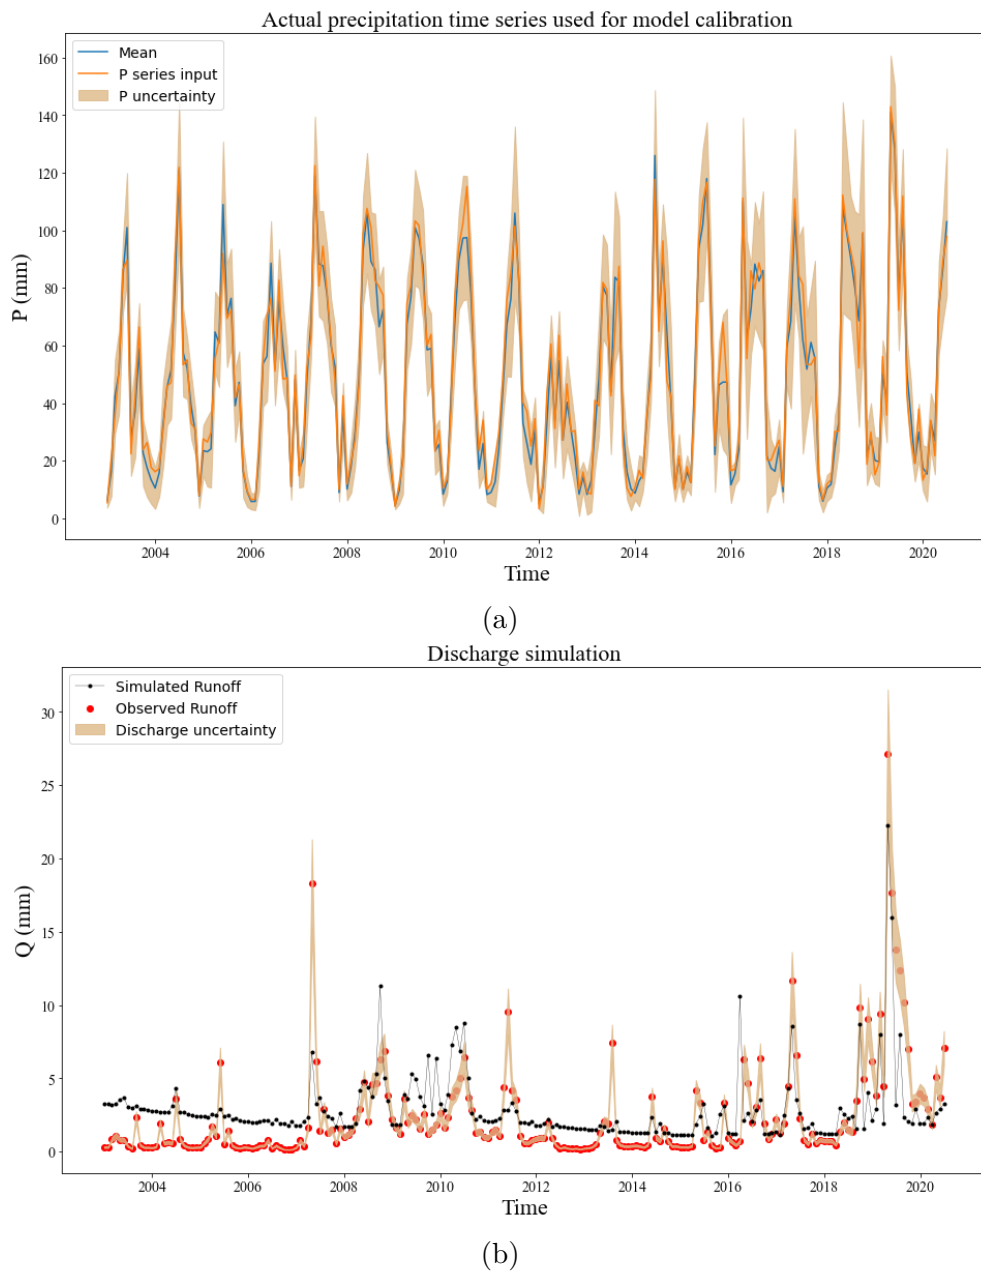 Actual precipitation time series used for model calibration
Mean
P series input
P uncertainty
160
140
120
100
80
60
40
20
0
P (mm)
2004 2006 2008 2010 2012 2014 2016 2018 2020
Time
(a)
Discharge simulation
Simulated Runoff
Observed Runoff
Discharge uncertainty
30
25
20
15
10
5
0
Q (mm)
2004 2006 2008 2010 2012 2014 2016 2018 2020
Time
(b)